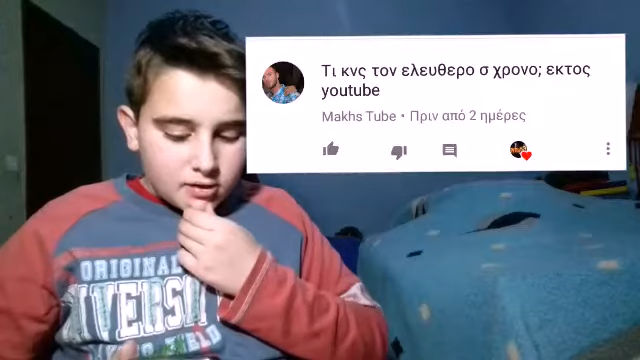 Τι κνς τον ελευθερο σ χρονο; εκτος
youtube
Makhs Tube • Πριν από 2 ημέρες
ORIGINAL